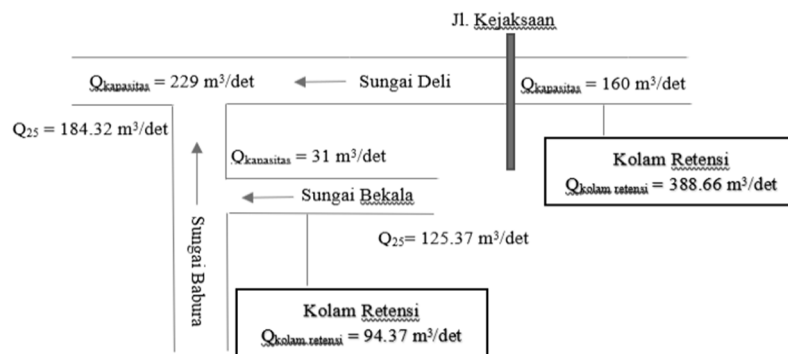 Jl. Kejaksaan
Qkapasitas = 229 m³/det
Sungai Deli
Qkapasitas = 160 m³/det
Q25 = 184.32 m³/det
Qkapasitas = 31 m³/det
Kolam Retensi
Qkolam retensi = 388.66 m³/det
Sungai Bekala
Sungai Babura
Q25= 125.37 m³/det
Kolam Retensi
Qkolam retensi = 94.37 m³/det